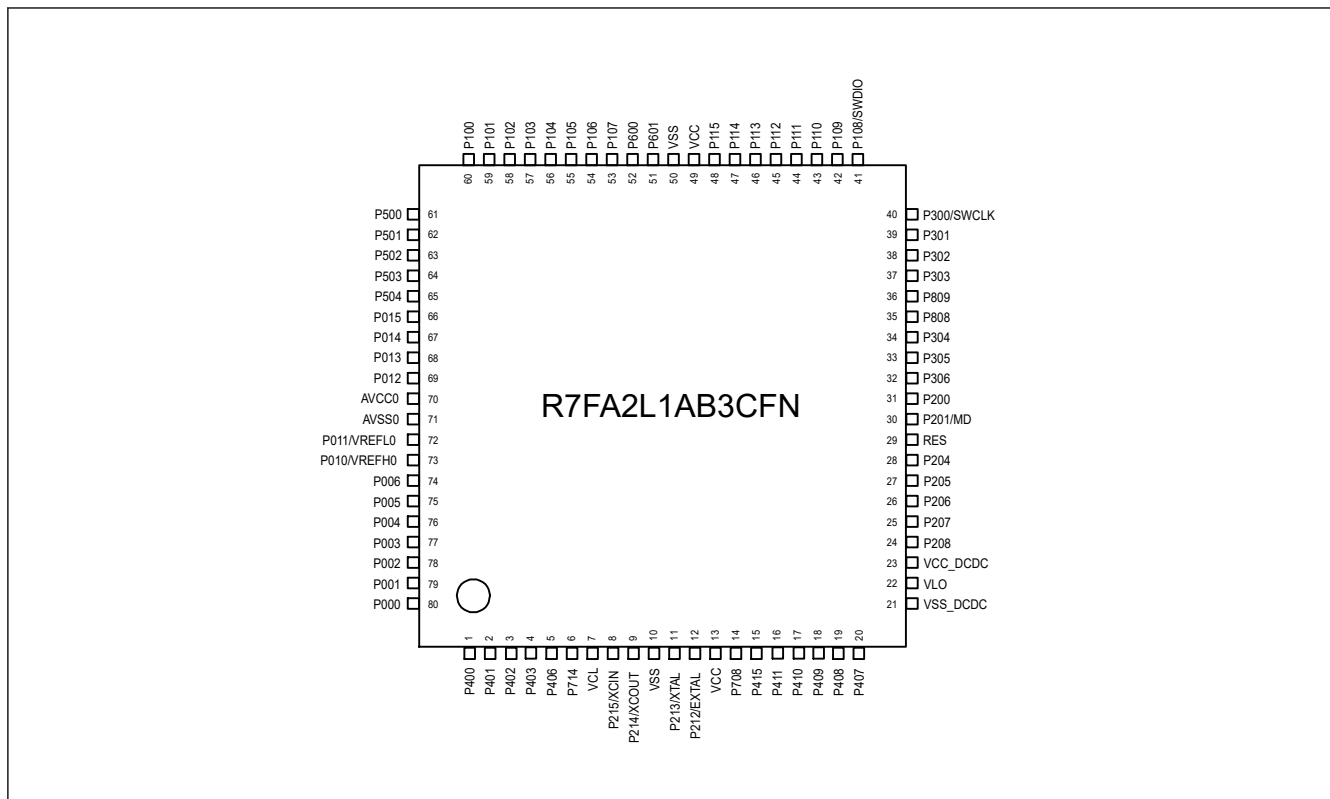 P100
P101
P102
P103
P104
P105
P106
P107
P600
P601
VSS
VCC
P115
P114
P113
P112
P111
P110
P109
P108/SWDIO
60
59
58
57
56
55
54
53
52
51
50
49
48
47
46
45
44
43
42
41
P500 61
P501 62
P502 63
P503 64
P504 65
P015 66
P014 67
P013 68
P012 69
AVCC0 70
AVSS0 71
P011/VREFL0 72
P010/VREFH0 73
P006 74
P005 75
P004 76
P003 77
P002 78
P001 79
P000 80
R7FA2L1AB3CFN
40 P300/SWCLK
39 P301
38 P302
37 P303
36 P809
35 P808
34 P304
33 P305
32 P306
31 P200
30 P201/MD
29 RES
28 P204
27 P205
26 P206
25 P207
24 P208
23 VCC_DCDC
22 VLO
21 VSS_DCDC
1
2
3
4
5
6
7
8
9
10
11
12
13
14
15
16
17
18
19
20
P400
P401
P402
P403
P406
P714
VCL
P215/XCIN
P214/XCOUT
VSS
P213/XTAL
P212/EXTAL
VCC
P708
P415
P411
P410
P409
P408
P407